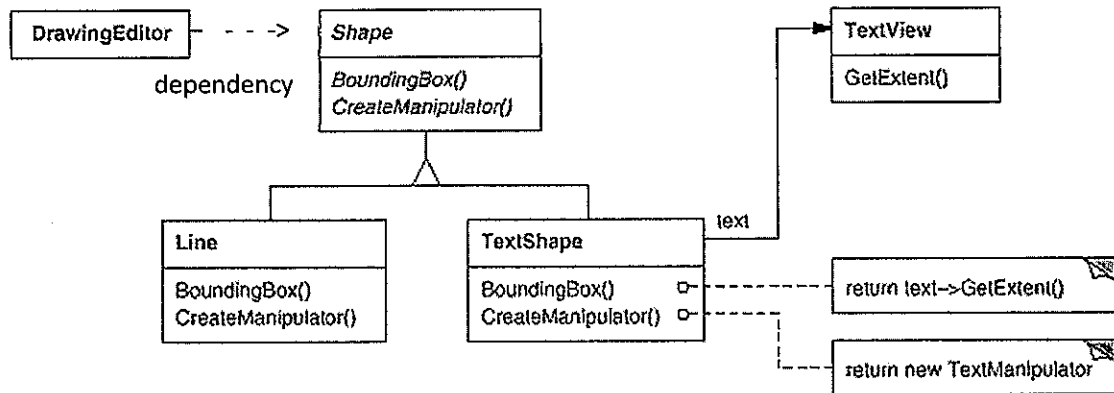 DrawingEditor
dependency
Shape
BoundingBox()
CreateManipulator()
TextView
GetExtent()
Line
BoundingBox()
CreateManipulator()
TextShape
BoundingBox()
CreateManipulator()
text
return text->GetExtent()
return new TextManipulator